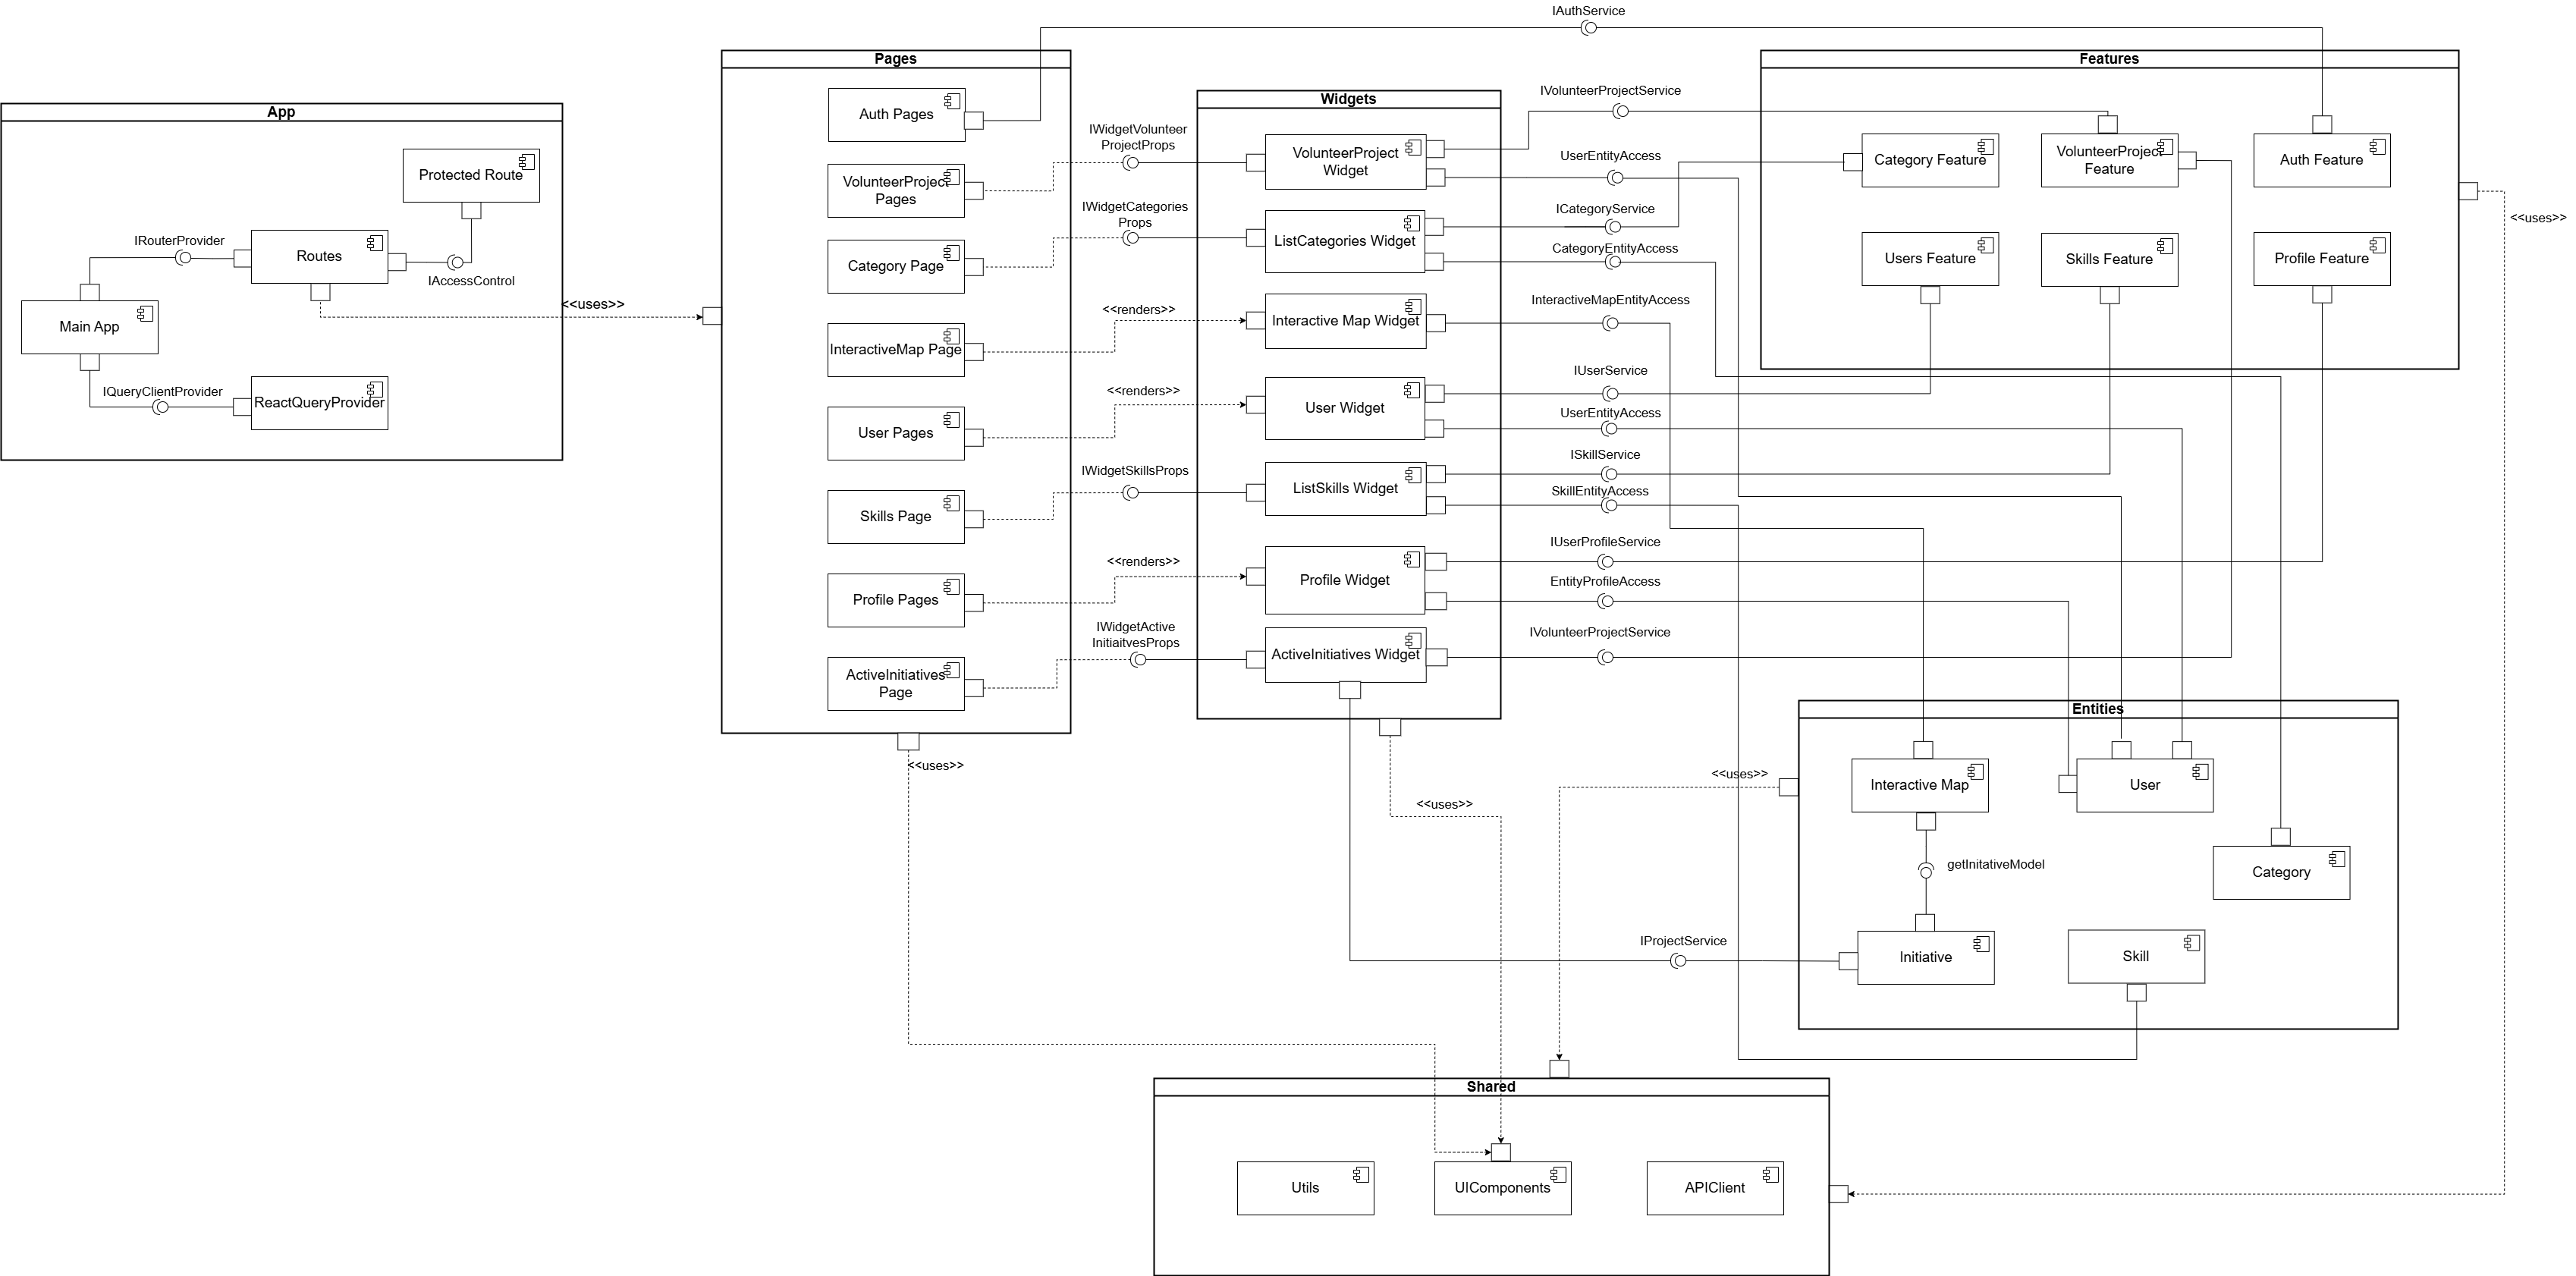 IAuthService
Pages
Features
App
Widgets
Auth Pages
VolunteerProject
Pages
Category Page
InteractiveMap Page
User Pages
Skills Page
Profile Pages
ActiveInitiatives
Page
Protected Route
IRouterProvider
Routes
IAccessControl
Main App
IQueryClientProvider
ReactQueryProvider
<<uses>>
IWidgetVolunteer
ProjectProps
IWidgetCategories
Props
<<renders>>
<<renders>>
IWidgetSkillsProps
<<renders>>
IWidgetActive
InitiaitvesProps
VolunteerProject
Widget
ListCategories Widget
Interactive Map Widget
User Widget
ListSkills Widget
Profile Widget
ActiveInitiatives Widget
IVolunteerProjectService
UserEntityAccess
ICategoryService
CategoryEntityAccess
InteractiveMapEntityAccess
IUserService
UserEntityAccess
ISkillService
SkillEntityAccess
IUserProfileService
EntityProfileAccess
IVolunteerProjectService
Category Feature
VolunteerProject
Feature
Auth Feature
Users Feature
Skills Feature
Profile Feature
<<uses>>
Entities
<<uses>>
<<uses>>
<<uses>>
Interactive Map
User
getInitativeModel
Category
IProjectService
Initiative
Skill
Shared
Utils
UIComponents
APIClient